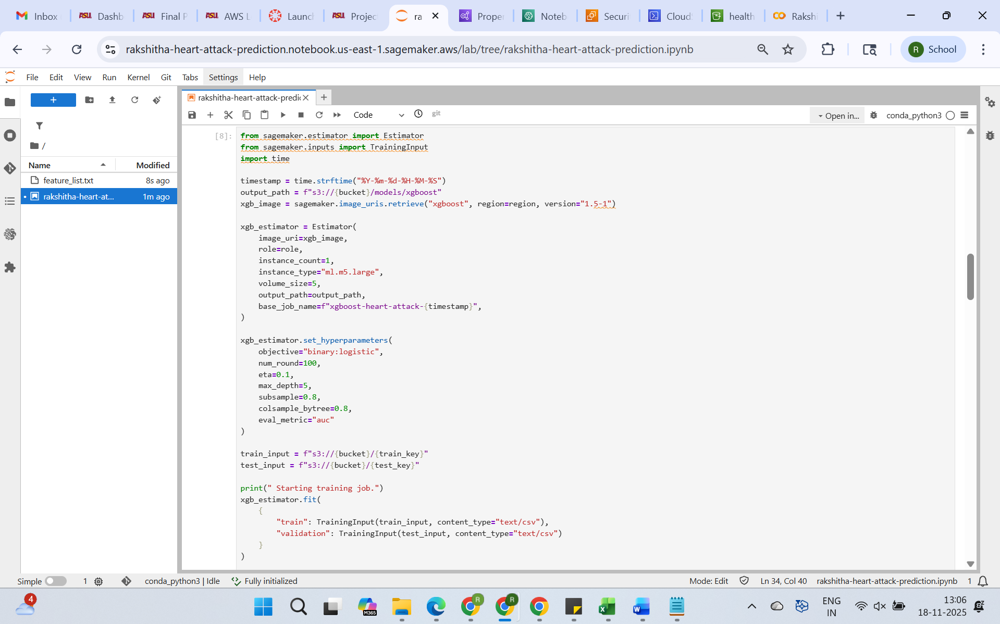 Inbox
Dashb
Final P
AWS L
Launch
Projec
ra
Proper
Noteb
Securi
Cloud
health
Rakshi
rakshitha-heart-attack-prediction.notebook.us-east-1.sagemaker.aws/lab/tree/rakshitha-heart-attack-prediction.ipynb
R School
File Edit View Run Kernel Git Tabs Settings Help
rakshitha-heart-attack-predic
Code
git
Open in...
conda_python3
/
Name Modified
feature_list.txt 8s ago
rakshitha-heart-at... 1m ago
[8]:
from sagemaker.estimator import Estimator
from sagemaker.inputs import TrainingInput
import time
timestamp = time.strftime("%Y-%m-%d-%H-%M-%S")
output_path = f"s3://{bucket}/models/xgboost"
xgb_image = sagemaker.image_uris.retrieve("xgboost", region=region, version="1.5-1")
xgb_estimator = Estimator(
    image_uri=xgb_image,
    role=role,
    instance_count=1,
    instance_type="ml.m5.large",
    volume_size=5,
    output_path=output_path,
    base_job_name=f"xgboost-heart-attack-{timestamp}",
)
xgb_estimator.set_hyperparameters(
    objective="binary:logistic",
    num_round=100,
    eta=0.1,
    max_depth=5,
    subsample=0.8,
    colsample_bytree=0.8,
    eval_metric="auc"
)
train_input = f"s3://{bucket}/{train_key}"
test_input = f"s3://{bucket}/{test_key}"
print(" Starting training job.")
xgb_estimator.fit(
    {
        "train": TrainingInput(train_input, content_type="text/csv"),
        "validation": TrainingInput(test_input, content_type="text/csv")
    }
)
Simple 1 conda_python3 | Idle Fully initialized Mode: Edit Ln 34, Col 40 rakshitha-heart-attack-prediction.ipynb 1
4
M365
R
R
ENG
IN
13:06
18-11-2025